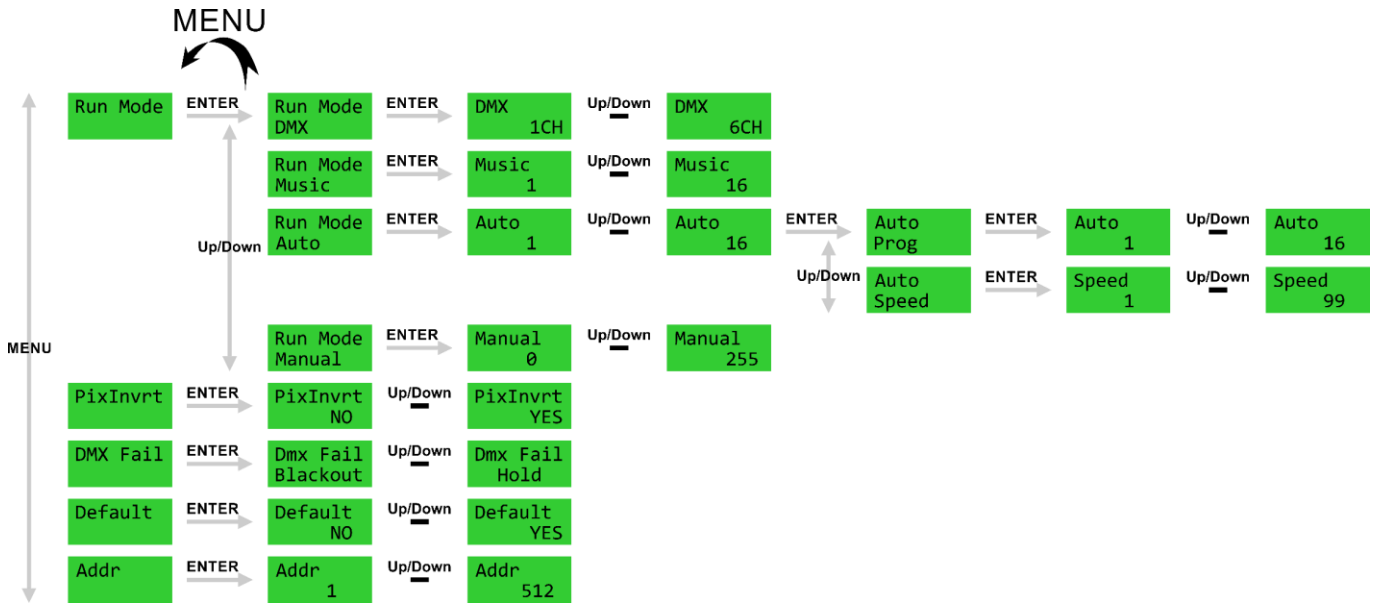 MENU
Run Mode
ENTER
Run Mode
DMX
ENTER
DMX
1CH
Up/Down
DMX
6CH
Run Mode
Music
ENTER
Music
1
Up/Down
Music
16
Up/Down
Run Mode
Auto
ENTER
Auto
1
Up/Down
Auto
16
ENTER
Auto
Prog
ENTER
Auto
1
Up/Down
Auto
16
Up/Down
Auto
Speed
ENTER
Speed
1
Up/Down
Speed
99
MENU
Run Mode
Manual
ENTER
Manual
0
Up/Down
Manual
255
PixInvrt
ENTER
PixInvrt
NO
Up/Down
PixInvrt
YES
DMX Fail
ENTER
Dmx Fail
Blackout
Up/Down
Dmx Fail
Hold
Default
ENTER
Default
NO
Up/Down
Default
YES
Addr
ENTER
Addr
1
Up/Down
Addr
512